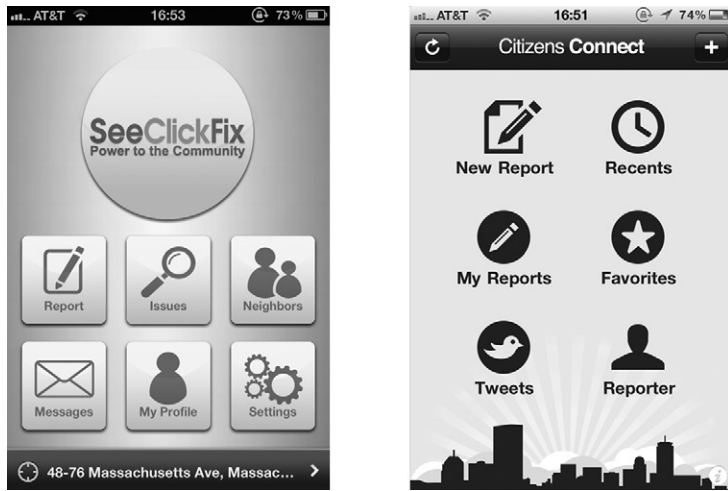 AT&T 16:53 73%
SeeClickFix
Power to the Community
Report Issues Neighbors
Messages My Profile Settings
48-76 Massachusetts Ave, Massac...
AT&T 16:51 74%
Citizens Connect
New Report Recents
My Reports Favorites
Tweets Reporter